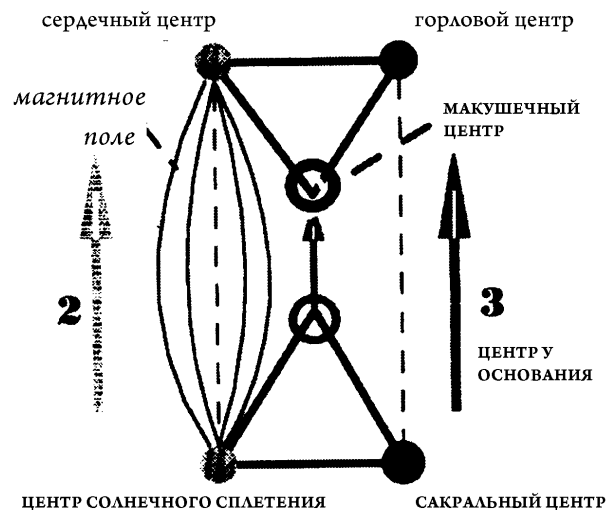 сердечный центр
горловой центр
магнитное
поле
МАКУШЕЧНЫЙ
ЦЕНТР
2
3
ЦЕНТР У
ОСНОВАНИЯ
ЦЕНТР СОЛНЕЧНОГО СПЛЕТЕНИЯ
САКРАЛЬНЫЙ ЦЕНТР